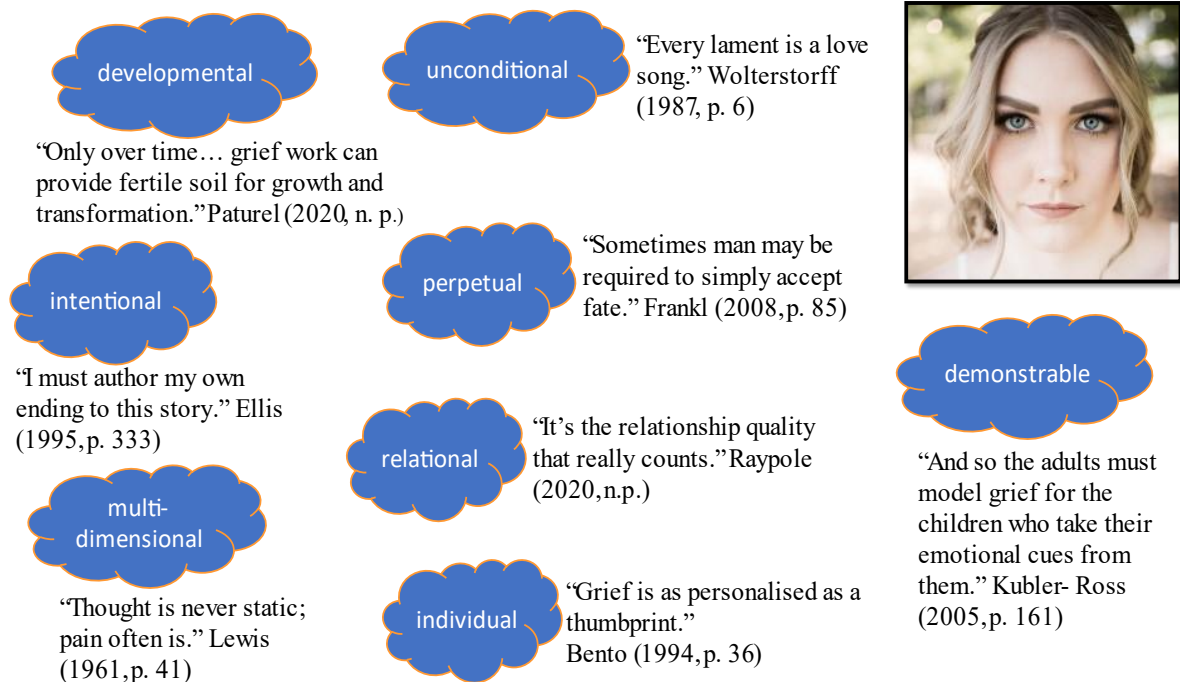 developmental
“Only over time… grief work can
provide fertile soil for growth and
transformation.” Paturel (2020, n. p.)
intentional
“I must author my own
ending to this story.” Ellis
(1995, p. 333)
multi-
dimensional
“Thought is never static;
pain often is.” Lewis
(1961, p. 41)
unconditional
“Every lament is a love
song.” Wolterstorff
(1987, p. 6)
perpetual
“Sometimes man may be
required to simply accept
fate.” Frankl (2008, p. 85)
relational
“It’s the relationship quality
that really counts.” Raypole
(2020, n.p.)
individual
“Grief is as personalised as a
thumbprint.”
Bento (1994, p. 36)
demonstrable
“And so the adults must
model grief for the
children who take their
emotional cues from
them.” Kubler- Ross
(2005, p. 161)